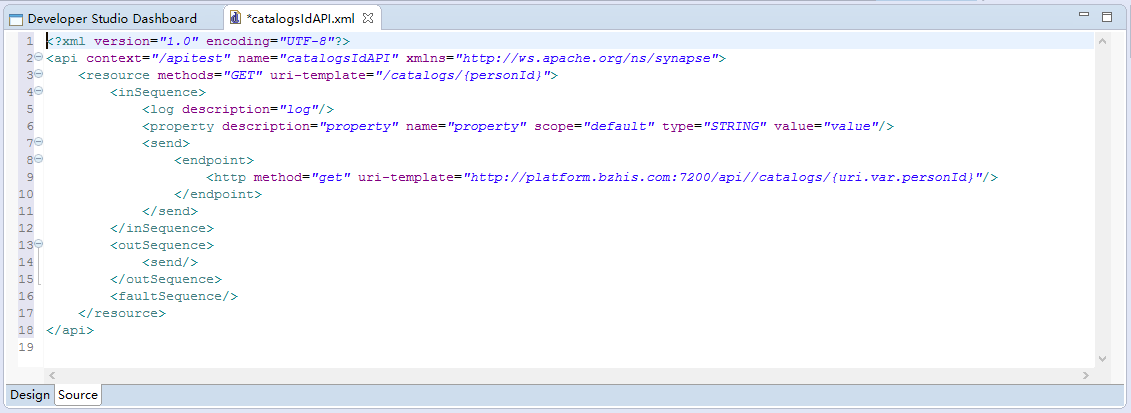 Developer Studio Dashboard
*catalogsIdAPI.xml
1 <?xml version="1.0" encoding="UTF-8"?>
2 <api context="/apitest" name="catalogsIdAPI" xmlns="http://ws.apache.org/ns/synapse">
3 <resource methods="GET" uri-template="/catalogs/{personId}">
4 <inSequence>
5 <log description="log"/>
6 <property description="property" name="property" scope="default" type="STRING" value="value"/>
7 <send>
8 <endpoint>
9 <http method="get" uri-template="http://platform.bzhis.com:7200/api//catalogs/{uri.var.personId}"/>
10 </endpoint>
11 </send>
12 </inSequence>
13 <outSequence>
14 <send/>
15 </outSequence>
16 <faultSequence/>
17 </resource>
18 </api>
19
Design Source